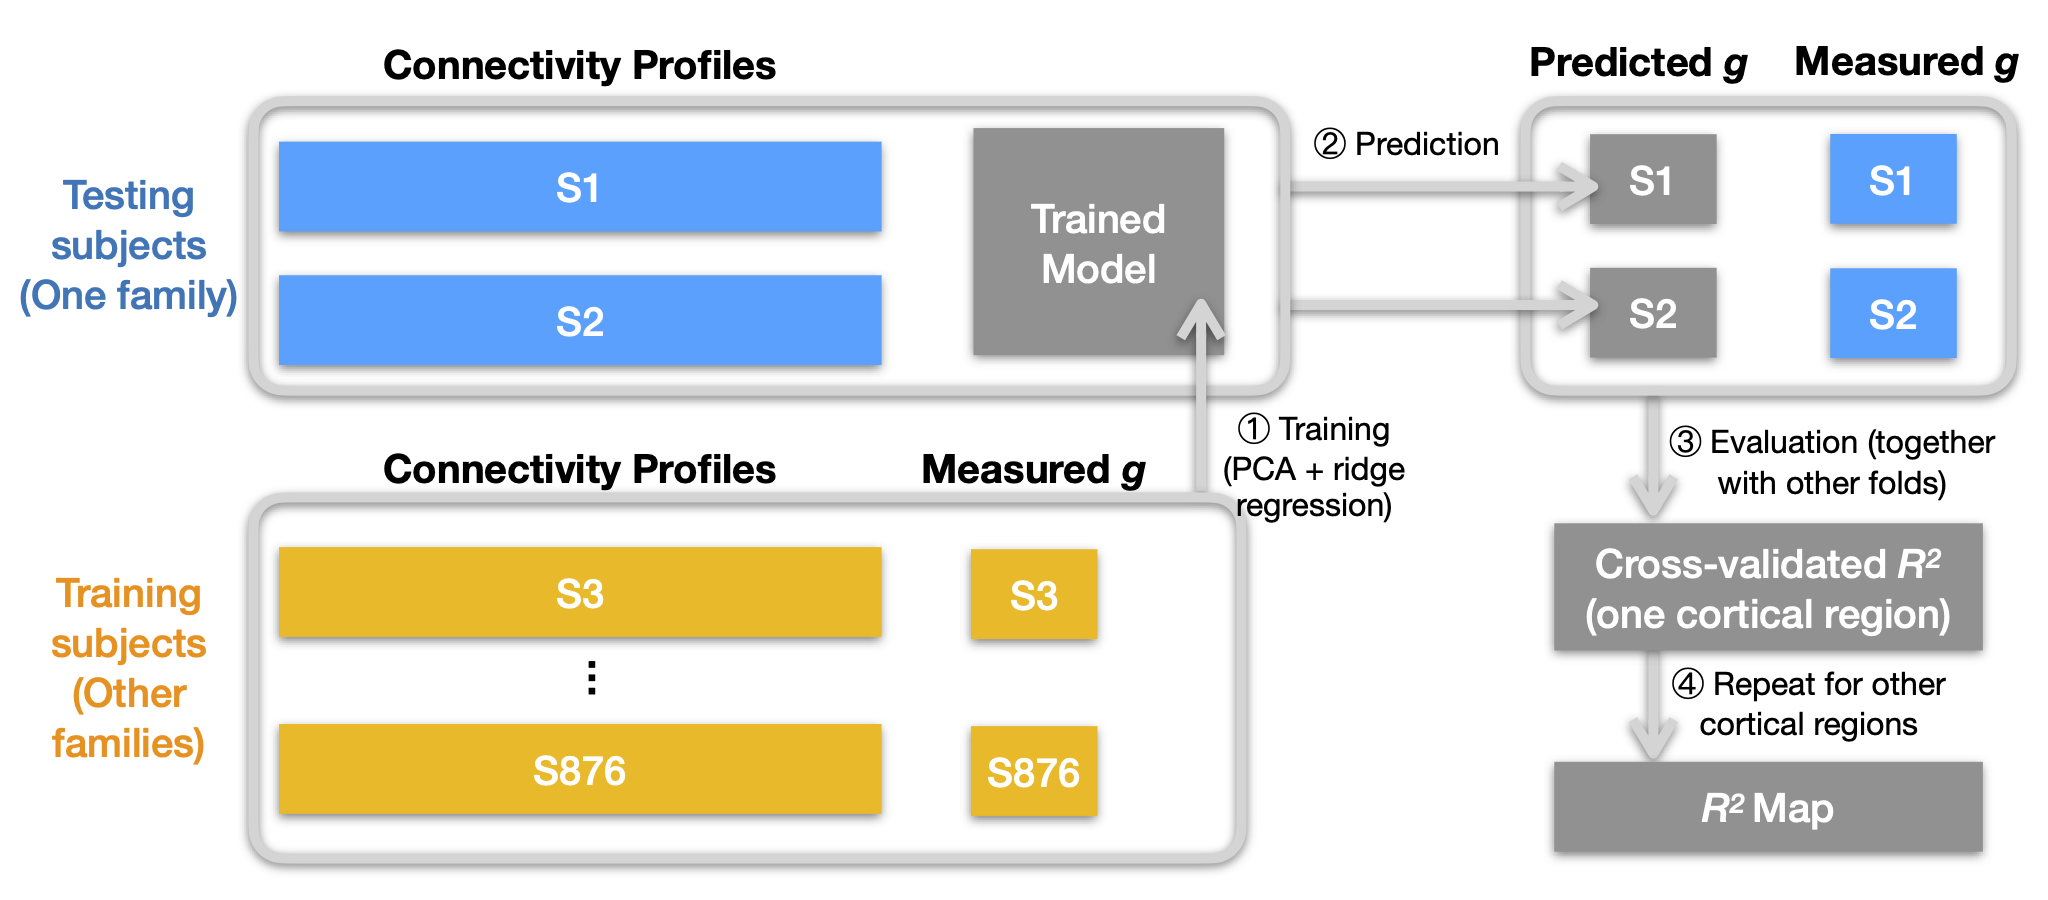 Connectivity Profiles
Testing
subjects
(One family)
S1
S2
Trained
Model
② Prediction
Predicted g
Measured g
S1
S1
S2
S2
① Training
(PCA + ridge
regression)
Connectivity Profiles
Measured g
Training
subjects
(Other
families)
S3
S3
⋮
S876
S876
③ Evaluation (together
with other folds)
Cross-validated R²
(one cortical region)
④ Repeat for other
cortical regions
R² Map